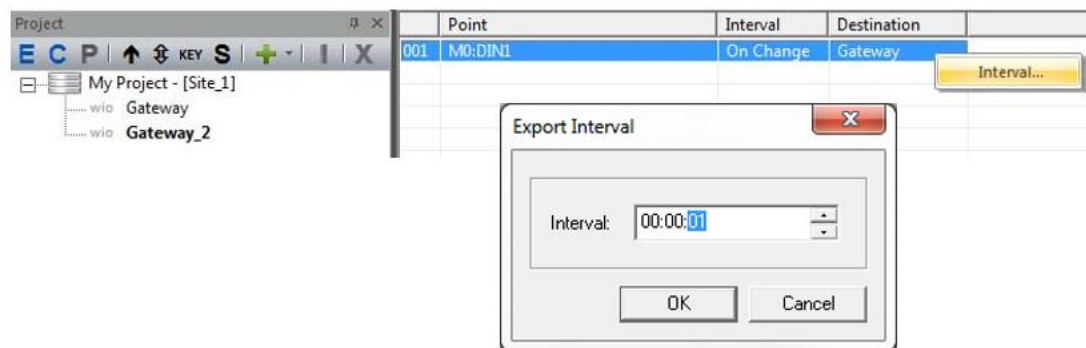 Project
E C P KEY S I X
My Project - [Site_1]
wio Gateway
wio Gateway_2
Point Interval Destination
001 M0:DIN1 On Change Gateway
Interval...
Export Interval
Interval: 00:00:01
OK Cancel